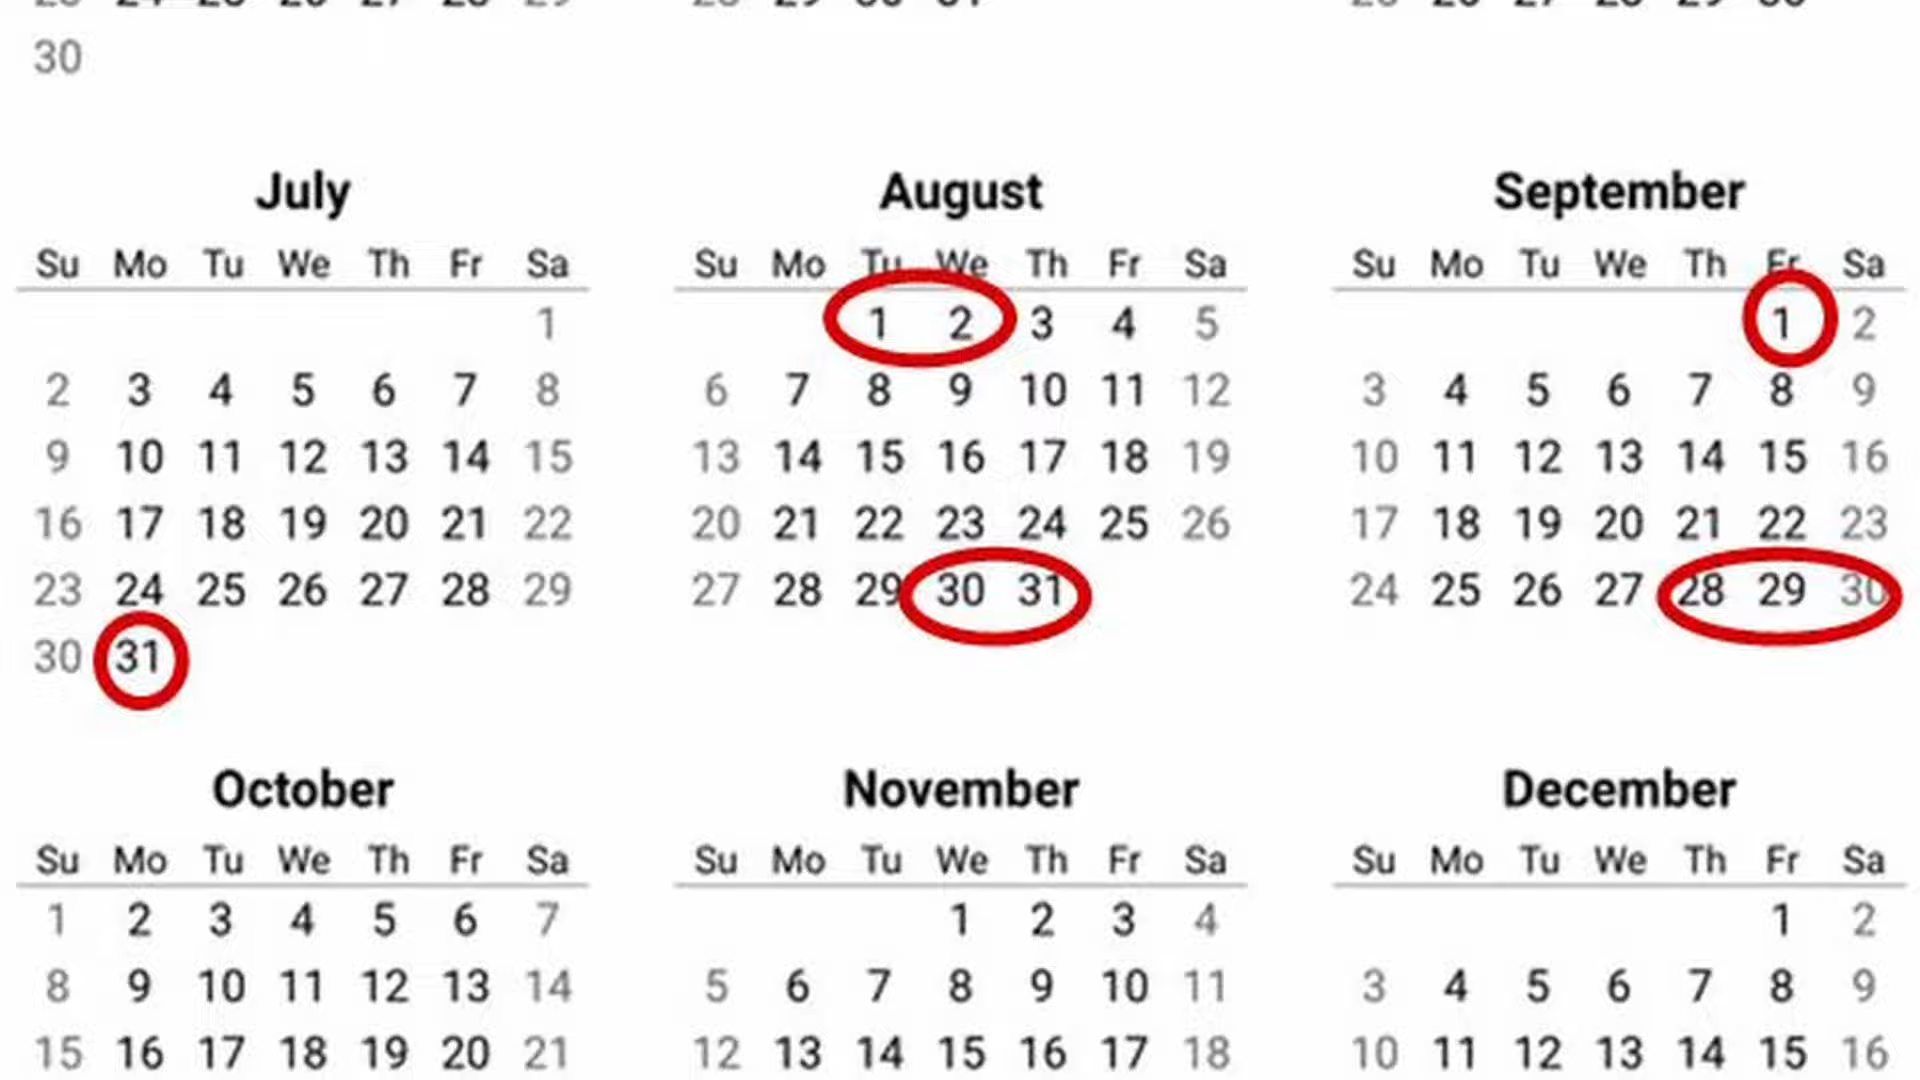 30
July August September
Su Mo Tu We Th Fr Sa Su Mo Tu We Th Fr Sa Su Mo Tu We Th Fr Sa
1 1 2 3 4 5 1 2
2 3 4 5 6 7 8 6 7 8 9 10 11 12 3 4 5 6 7 8 9
9 10 11 12 13 14 15 13 14 15 16 17 18 19 10 11 12 13 14 15 16
16 17 18 19 20 21 22 20 21 22 23 24 25 26 17 18 19 20 21 22 23
23 24 25 26 27 28 29 27 28 29 30 31 24 25 26 27 28 29 30
30 31
October November December
Su Mo Tu We Th Fr Sa Su Mo Tu We Th Fr Sa Su Mo Tu We Th Fr Sa
1 2 3 4 5 6 7 1 2 3 4 1 2
8 9 10 11 12 13 14 5 6 7 8 9 10 11 3 4 5 6 7 8 9
15 16 17 18 19 20 21 12 13 14 15 16 17 18 10 11 12 13 14 15 16